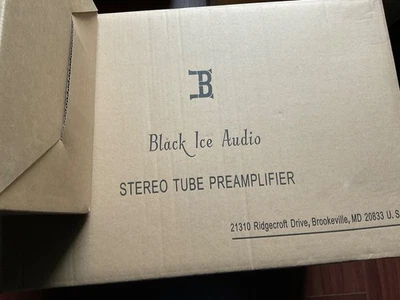 B
Black Ice Audio
STEREO TUBE PREAMPLIFIER
21310 Ridgecroft Drive, Brookeville, MD 20833 U. S